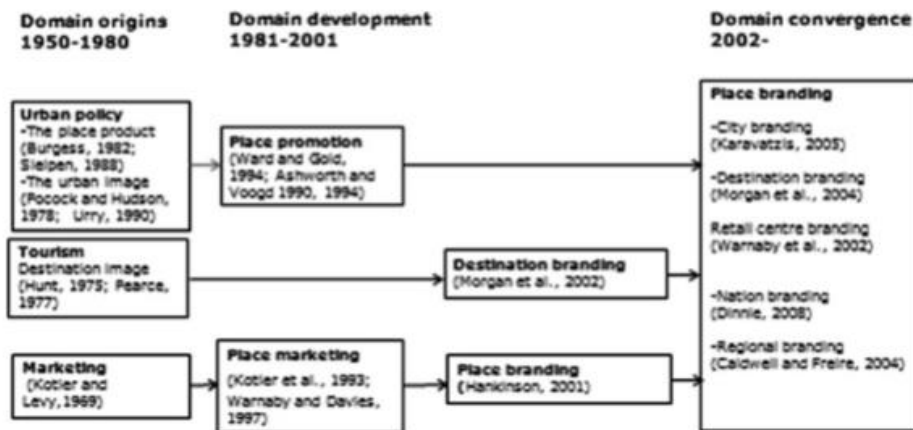 Domain origins
1950-1980
Domain development
1981-2001
Domain convergence
2002-
Urban policy
-The place product
(Burgess, 1982;
Sleipen, 1988)
-The urban image
(Pocock and Hudson,
1978; Urry, 1990)
Place promotion
(Ward and Gold,
1994; Ashworth and
Voogd 1990, 1994)
Tourism
Destination image
(Hunt, 1975; Pearce,
1977)
Destination branding
(Morgan et al., 2002)
Marketing
(Kotler and
Levy,1969)
Place marketing
(Kotler et al., 1993;
Warnaby and Davies,
1997)
Place branding
(Hankinson, 2001)
Place branding
-City branding
(Karavatzis, 2005)
-Destination branding
(Morgan et al., 2004)
Retail centre branding
(Warnaby et al., 2002)
-Nation branding
(Dinnie, 2008)
-Regional branding
(Caldwell and Freire, 2004)